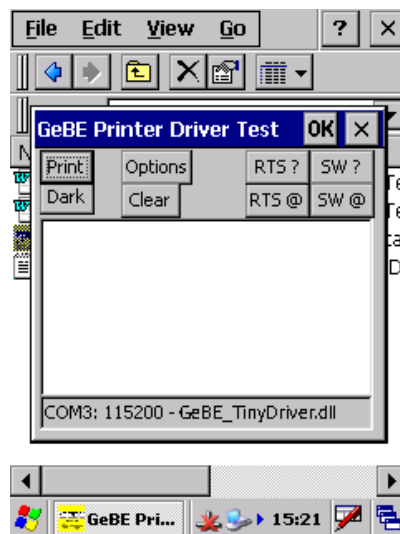 File Edit View Go ?
GeBE Printer Driver Test OK
Print Options RTS ? SW ?
Dark Clear RTS @ SW @
COM3: 115200 - GeBE_TinyDriver.dll
GeBE Pri... 15:21